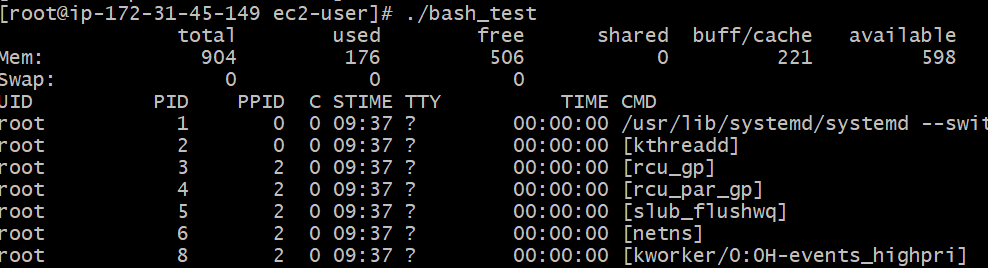 [root@ip-172-31-45-149 ec2-user]# ./bash_test
total used free shared buff/cache available
Mem: 904 176 506 0 221 598
Swap: 0 0 0
UID PID PPID C STIME TTY TIME CMD
root 1 0 0 09:37 ? 00:00:00 /usr/lib/systemd/systemd --swit
root 2 0 0 09:37 ? 00:00:00 [kthreadd]
root 3 2 0 09:37 ? 00:00:00 [rcu_gp]
root 4 2 0 09:37 ? 00:00:00 [rcu_par_gp]
root 5 2 0 09:37 ? 00:00:00 [slub_flushwq]
root 6 2 0 09:37 ? 00:00:00 [netns]
root 8 2 0 09:37 ? 00:00:00 [kworker/0:0H-events_highpri]